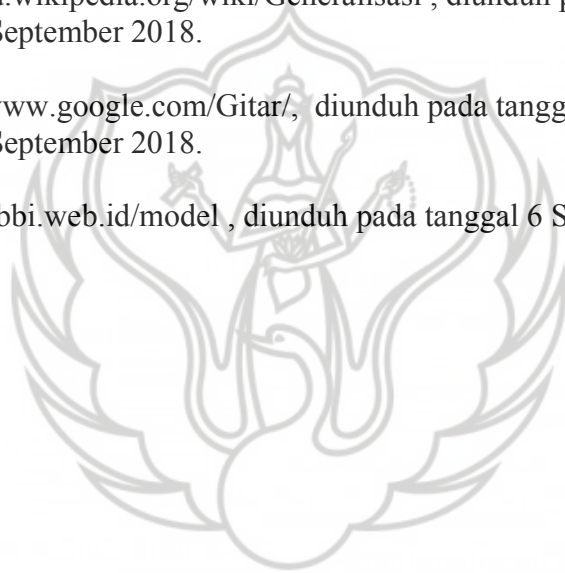 .wikipedia.org/wiki/Generalisasi , diunduh p
September 2018.
www.google.com/Gitar/, diunduh pada tangg
September 2018.
bbi.web.id/model , diunduh pada tanggal 6 S